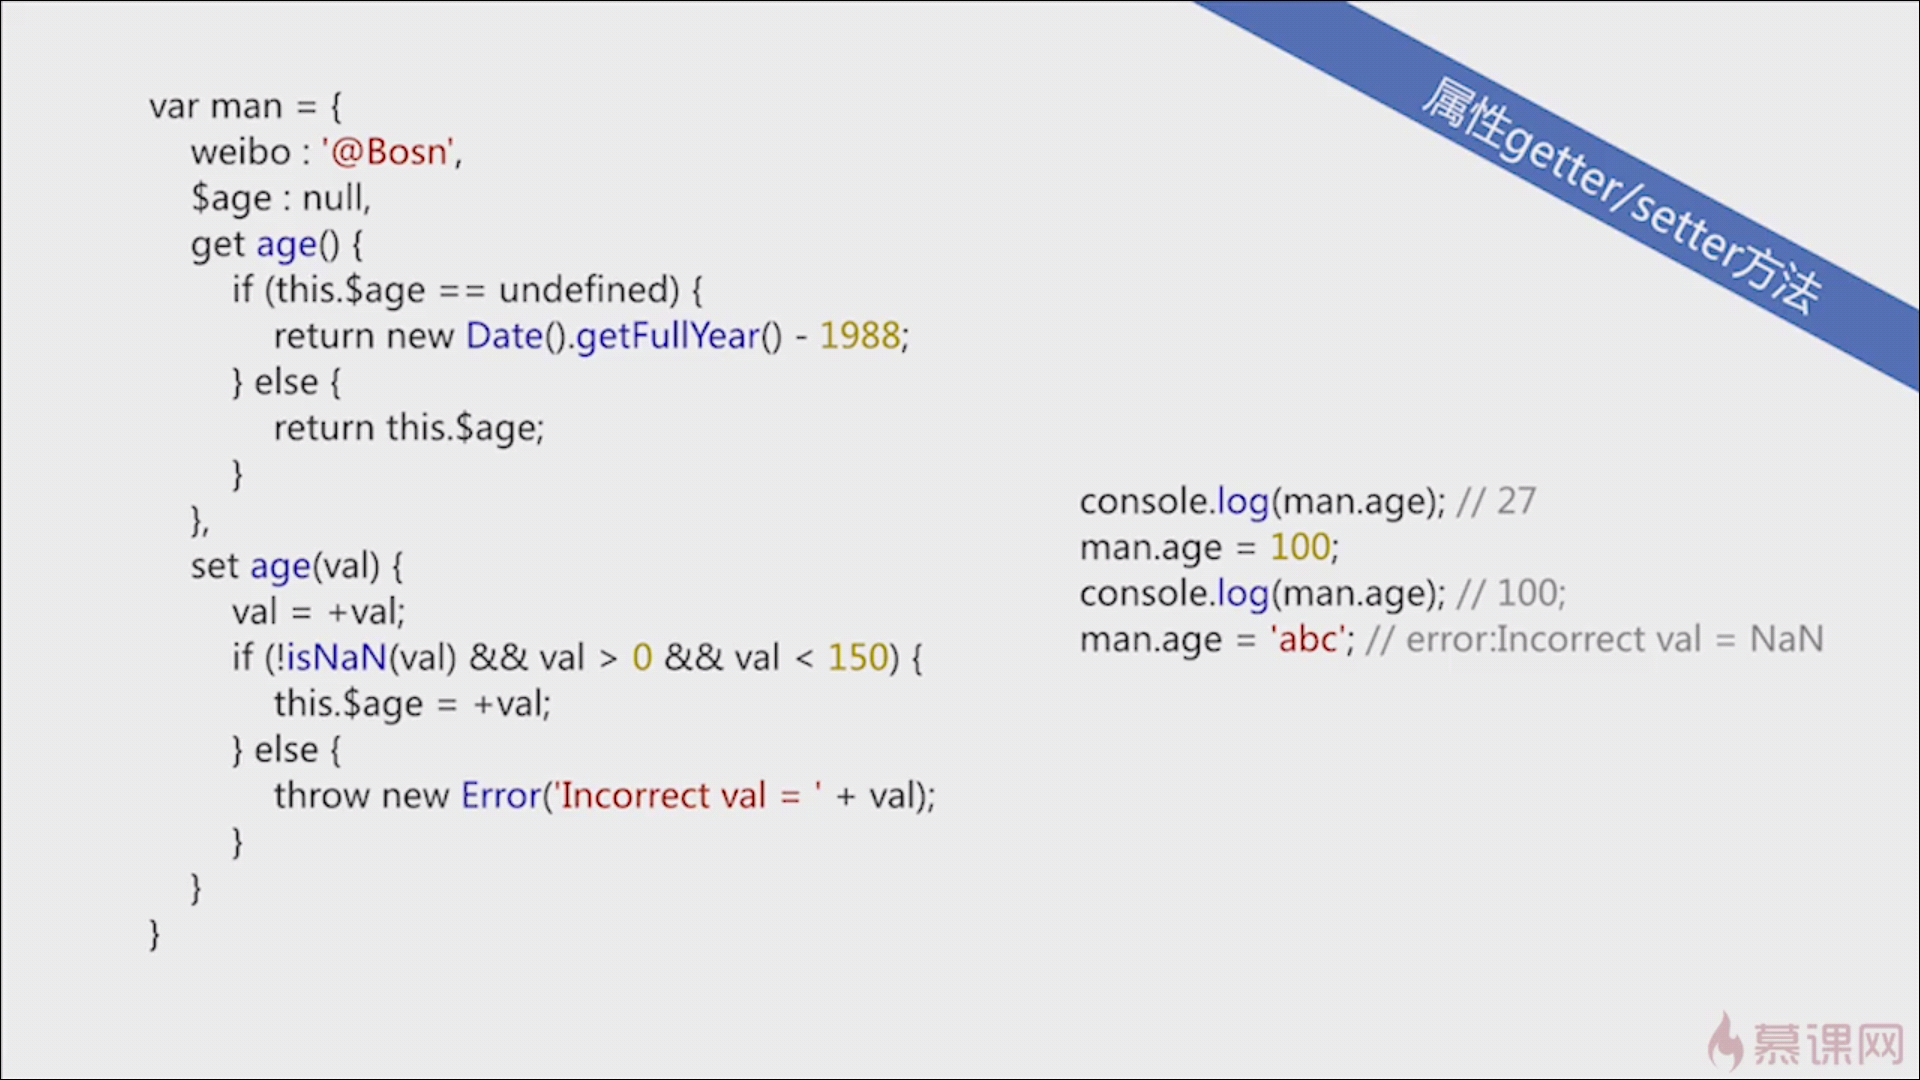 属性getter/setter方法
var man = {
weibo : '@Bosn',
$age : null,
get age() {
if (this.$age == undefined) {
return new Date().getFullYear() - 1988;
} else {
return this.$age;
}
},
set age(val) {
val = +val;
if (!isNaN(val) && val > 0 && val < 150) {
this.$age = +val;
} else {
throw new Error('Incorrect val = ' + val);
}
}
}
console.log(man.age); // 27
man.age = 100;
console.log(man.age); // 100;
man.age = 'abc'; // error:Incorrect val = NaN
慕课网